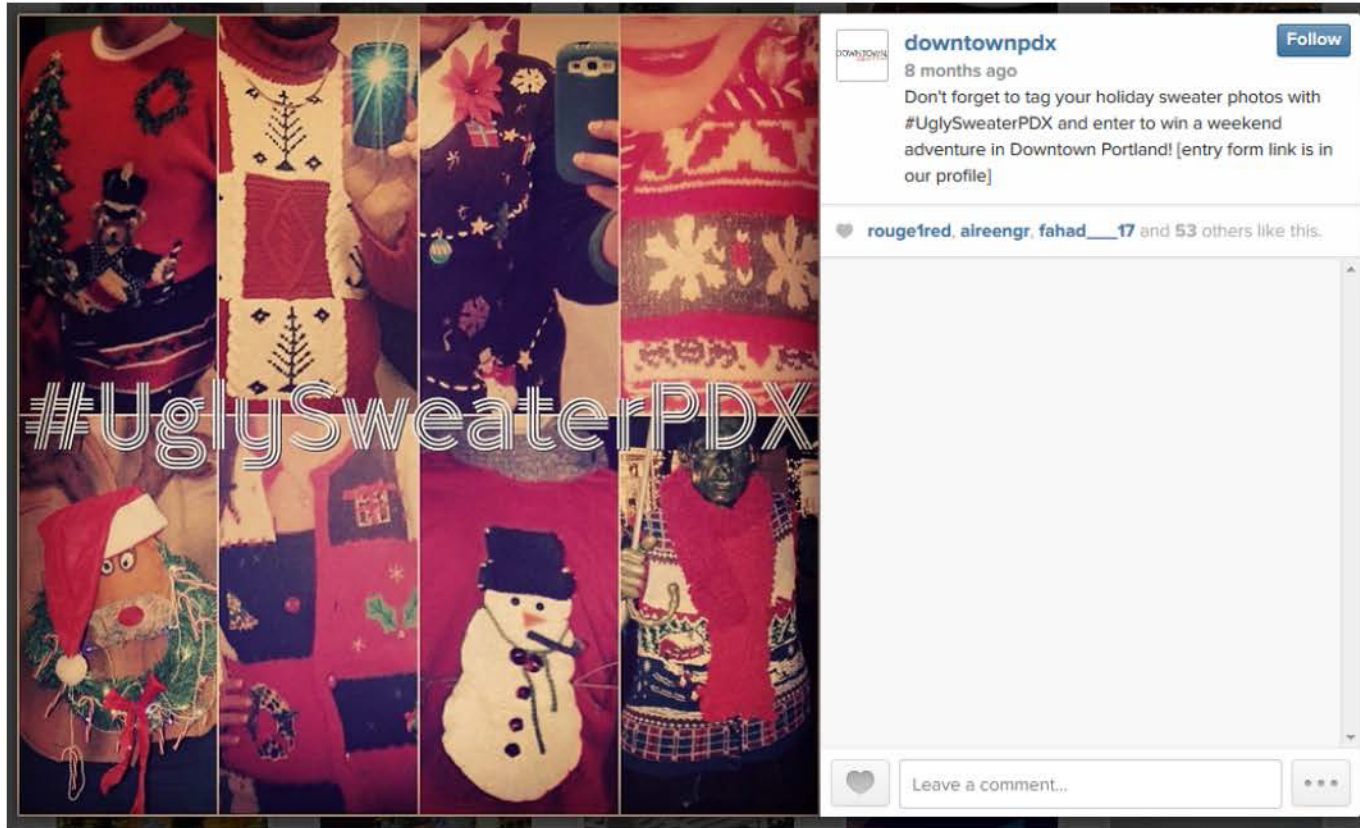 #UglySweaterPDX
DOWNTOWN
downtownpdx
Follow
8 months ago
Don't forget to tag your holiday sweater photos with
#UglySweaterPDX and enter to win a weekend
adventure in Downtown Portland! [entry form link is in
our profile]
rouge1red, aireengr, fahad___17 and 53 others like this.
Leave a comment...